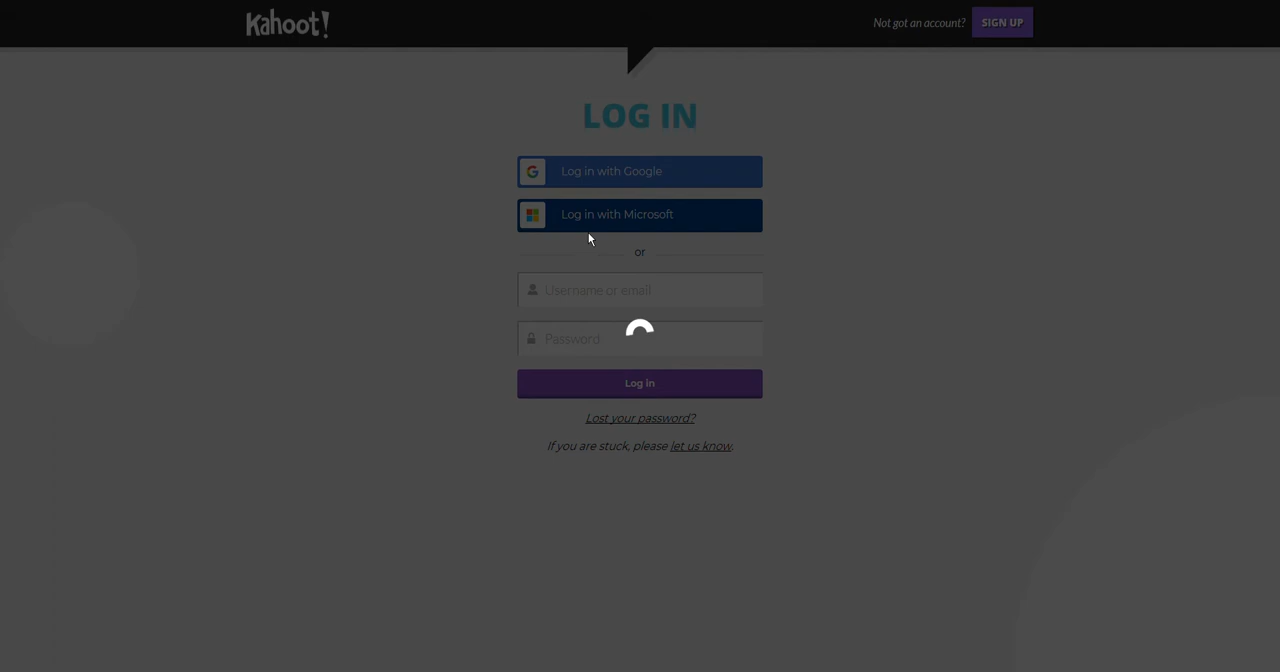 Kahoot!
Not got an account? SIGN UP
LOG IN
Log in with Google
Log in with Microsoft
or
Username or email
Password
Log in
Lost your password?
If you are stuck, please let us know.